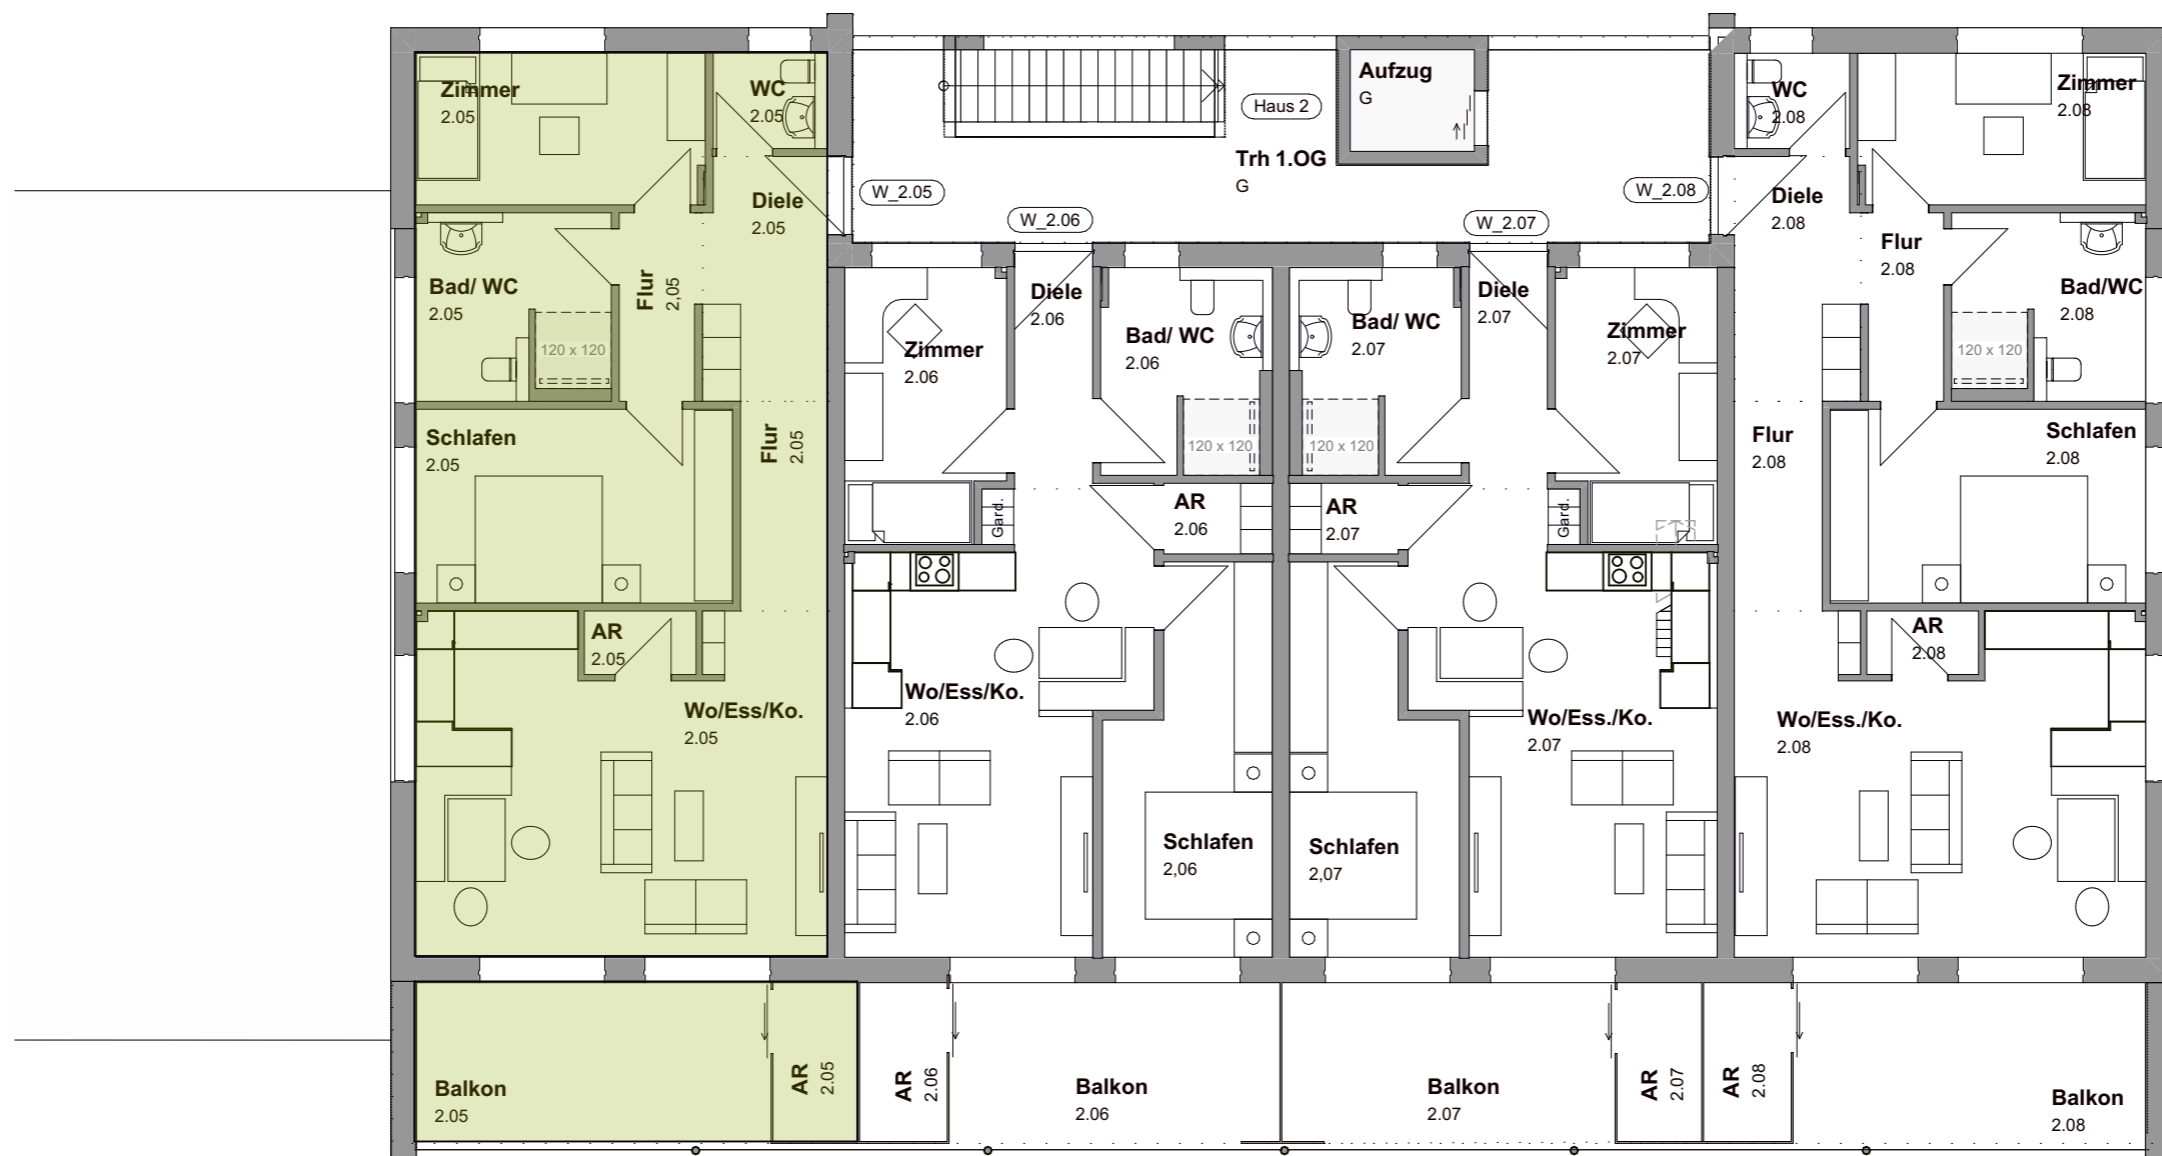 Zimmer
2.05
WC
2.05
Diele
2.05
Bad/ WC
2.05
Flur
2,05
120 x 120
Schlafen
2.05
Flur
2.05
AR
2.05
Wo/Ess/Ko.
2.05
Balkon
2.05
AR
2.05
Haus 2
Aufzug
G
Trh 1.OG
G
W_2.05
W_2.06
W_2.07
W_2.08
Diele
2.06
Zimmer
2.06
Bad/ WC
2.06
120 x 120
AR
2.06
Gard.
Wo/Ess/Ko.
2.06
Schlafen
2,06
AR
2.06
Balkon
2.06
Bad/ WC
2.07
Diele
2.07
Zimmer
2.07
120 x 120
AR
2.07
Gard.
Wo/Ess./Ko.
2.07
Schlafen
2,07
Balkon
2.07
AR
2.07
WC
2.08
Zimmer
2.08
Diele
2.08
Flur
2.08
Bad/WC
2.08
120 x 120
Flur
2.08
Schlafen
2.08
AR
2.08
Wo/Ess./Ko.
2.08
AR
2.08
Balkon
2.08